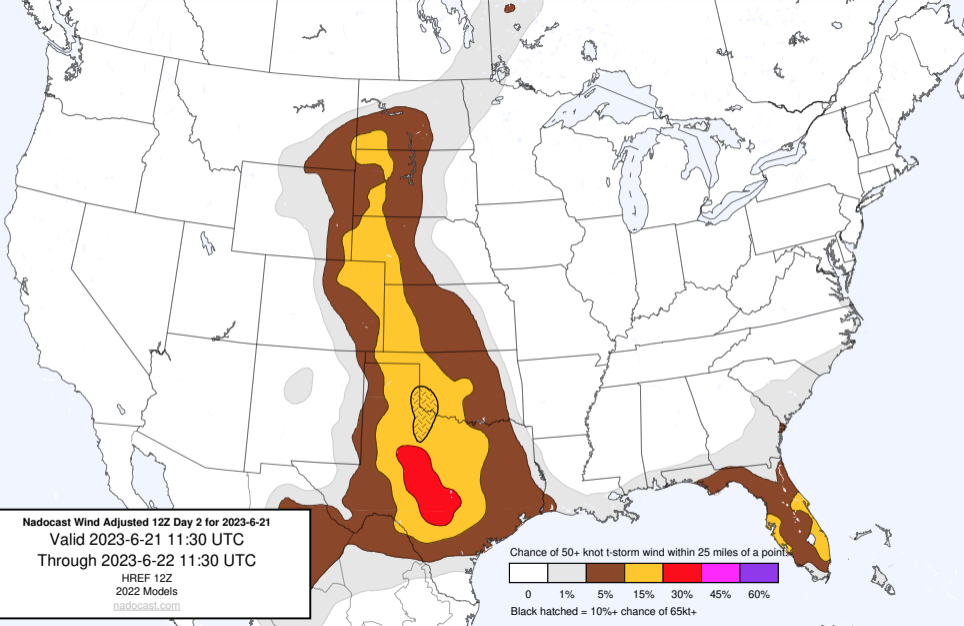 Nadocast Wind Adjusted 12Z Day 2 for 2023-6-21
Valid 2023-6-21 11:30 UTC
Through 2023-6-22 11:30 UTC
HREF 12Z
2022 Models
nadocast.com
Chance of 50+ knot t-storm wind within 25 miles of a point.
0 1% 5% 15% 30% 45% 60%
Black hatched = 10%+ chance of 65kt+